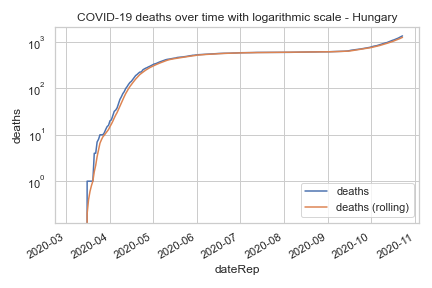 COVID-19 deaths over time with logarithmic scale - Hungary
deaths
10³
10²
10¹
10⁰
deaths
deaths (rolling)
2020-03
2020-04
2020-05
2020-06
2020-07
2020-08
2020-09
2020-10
2020-11
dateRep